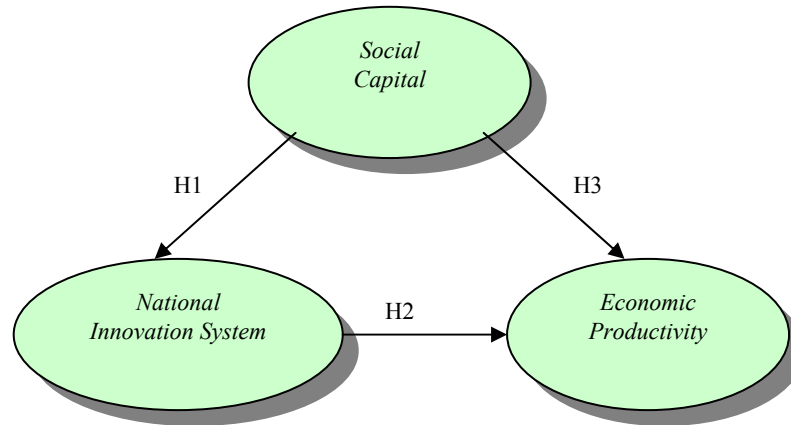 Social
Capital
H1
H3
National
Innovation System
H2
Economic
Productivity